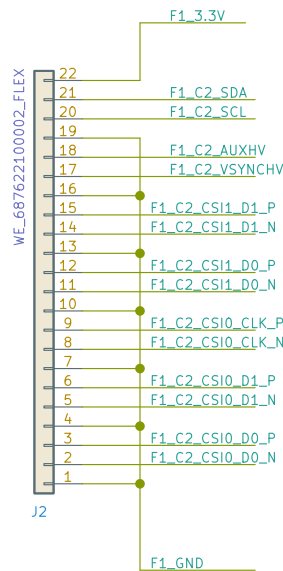 F1_3.3V
WE_687622100002_FLEX
22
21 F1_C2_SDA
20 F1_C2_SCL
19
18 F1_C2_AUXHV
17 F1_C2_VSYNCHV
16
15 F1_C2_CSI1_D1_P
14 F1_C2_CSI1_D1_N
13
12 F1_C2_CSI1_D0_P
11 F1_C2_CSI1_D0_N
10
9 F1_C2_CSI0_CLK_P
8 F1_C2_CSI0_CLK_N
7
6 F1_C2_CSI0_D1_P
5 F1_C2_CSI0_D1_N
4
3 F1_C2_CSI0_D0_P
2 F1_C2_CSI0_D0_N
1
J2
F1_GND